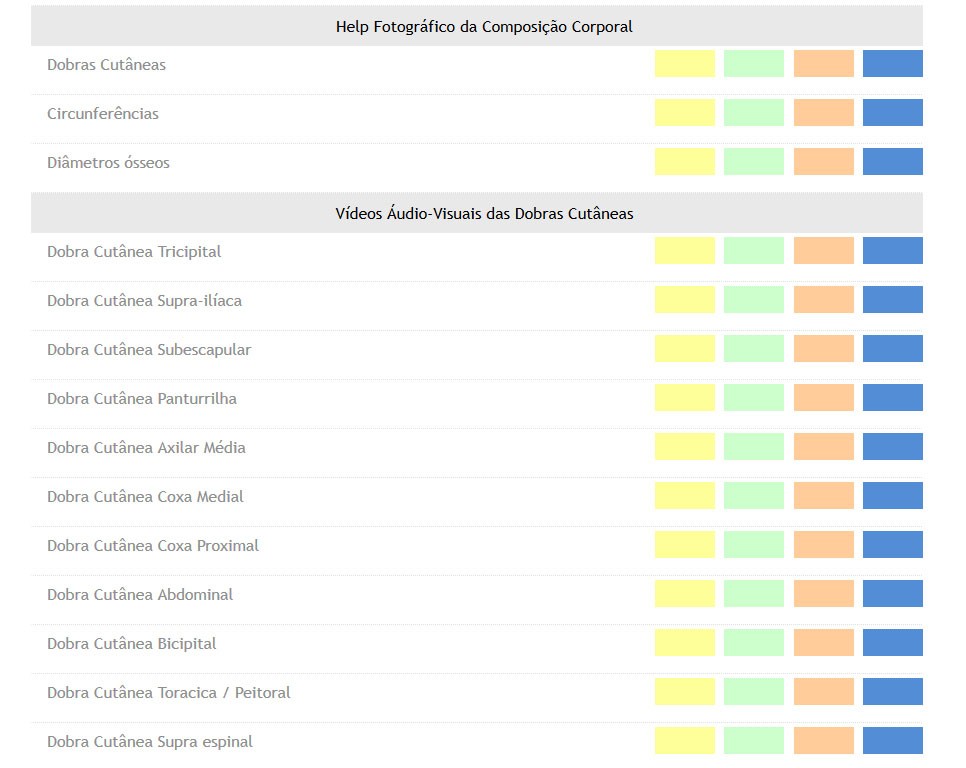 Help Fotográfico da Composição Corporal
Dobras Cutâneas
Circunferências
Diâmetros ósseos
Vídeos Áudio-Visuais das Dobras Cutâneas
Dobra Cutânea Tricipital
Dobra Cutânea Supra-ilíaca
Dobra Cutânea Subescapular
Dobra Cutânea Panturrilha
Dobra Cutânea Axilar Média
Dobra Cutânea Coxa Medial
Dobra Cutânea Coxa Proximal
Dobra Cutânea Abdominal
Dobra Cutânea Bicipital
Dobra Cutânea Toracica / Peitoral
Dobra Cutânea Supra espinal